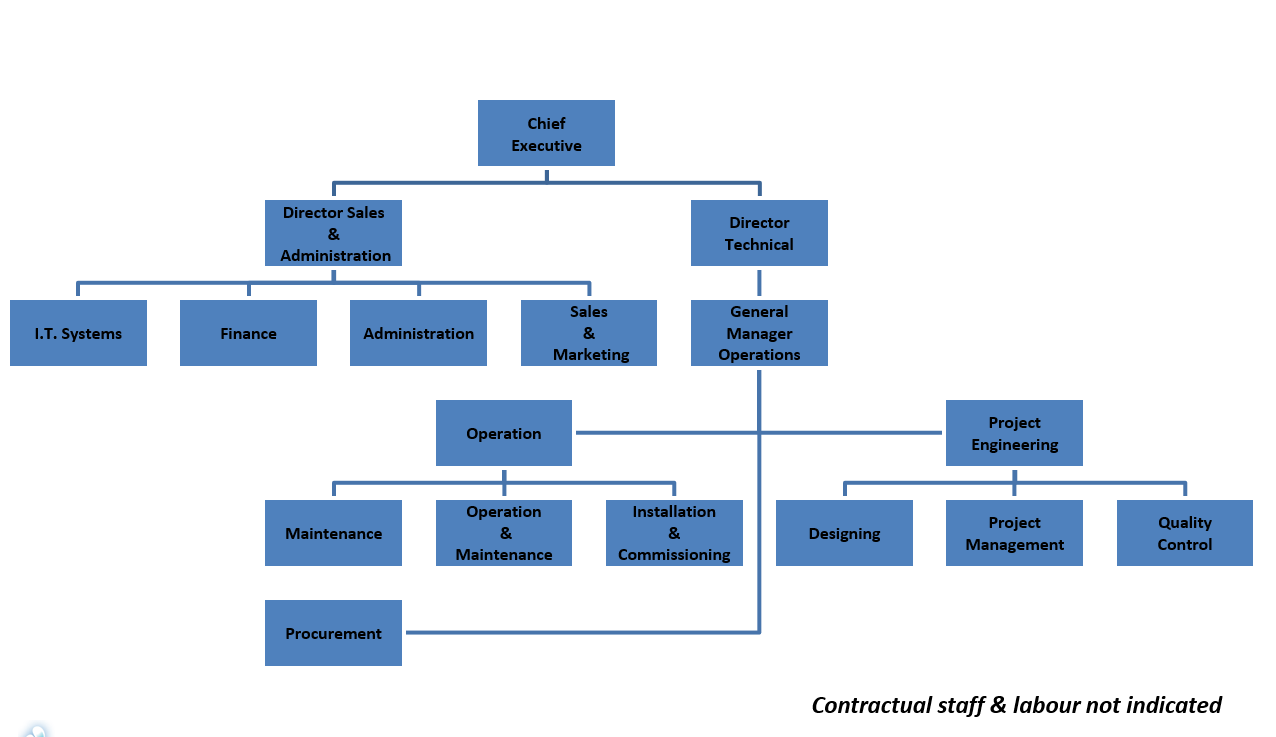 Chief
Executive
Director Sales
&
Administration
Director
Technical
I.T. Systems
Finance
Administration
Sales
&
Marketing
General
Manager
Operations
Operation
Project
Engineering
Maintenance
Operation
&
Maintenance
Installation
&
Commissioning
Designing
Project
Management
Quality
Control
Procurement
Contractual staff & labour not indicated